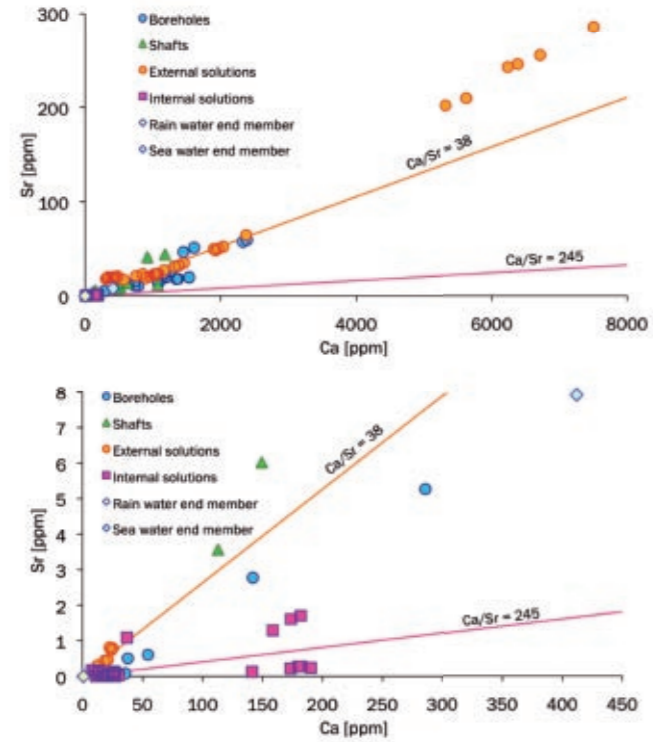 300
200
100
0
Sr [ppm]
Boreholes
Shafts
External solutions
Internal solutions
Rain water end member
Sea water end member
Ca/Sr = 38
Ca/Sr = 245
0 2000 4000 6000 8000
Ca [ppm]
8
7
6
5
4
3
2
1
0
Sr [ppm]
Boreholes
Shafts
External solutions
Internal solutions
Rain water end member
Sea water end member
Ca/Sr = 38
Ca/Sr = 245
0 50 100 150 200 250 300 350 400 450
Ca [ppm]